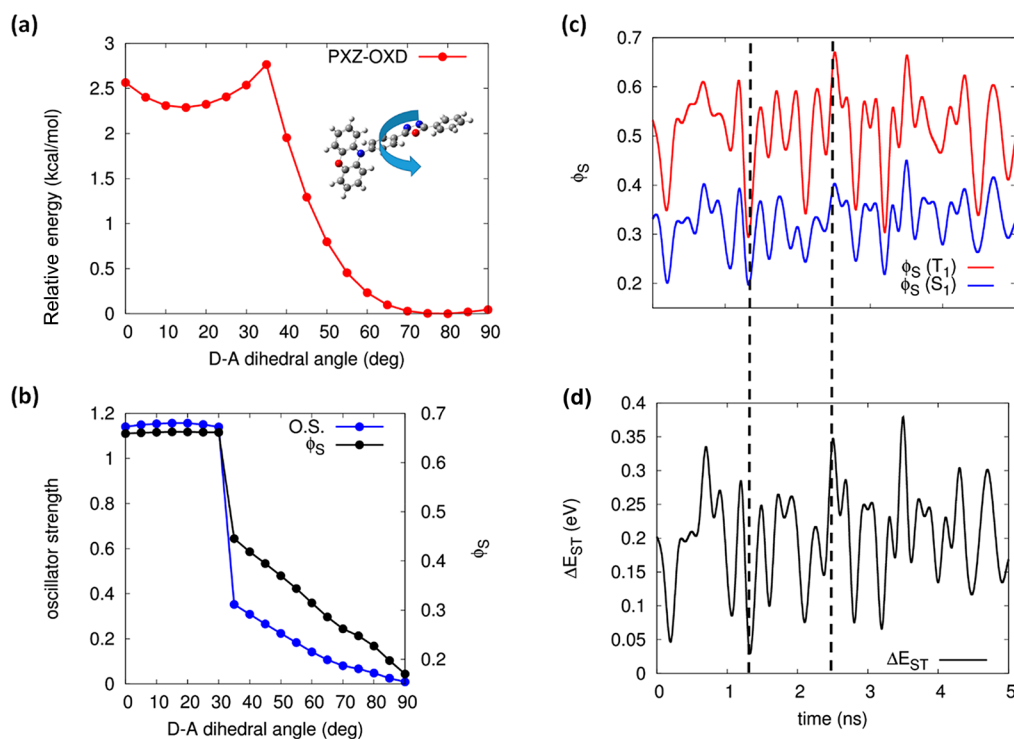 (a)
3
2.5
2
1.5
1
0.5
0
Relative energy (kcal/mol)
PXZ-OXD
0 10 20 30 40 50 60 70 80 90
D-A dihedral angle (deg)
(b)
1.2
1
0.8
0.6
0.4
0.2
0
oscillator strength
O.S.
ϕS
0.7
0.6
0.5
0.4
0.3
0.2
ϕS
0 10 20 30 40 50 60 70 80 90
D-A dihedral angle (deg)
(c)
0.7
0.6
0.5
0.4
0.3
0.2
ϕS
ϕS (T1)
ϕS (S1)
(d)
0.4
0.35
0.3
0.25
0.2
0.15
0.1
0.05
0
ΔEST (eV)
ΔEST
0 1 2 3 4 5
time (ns)